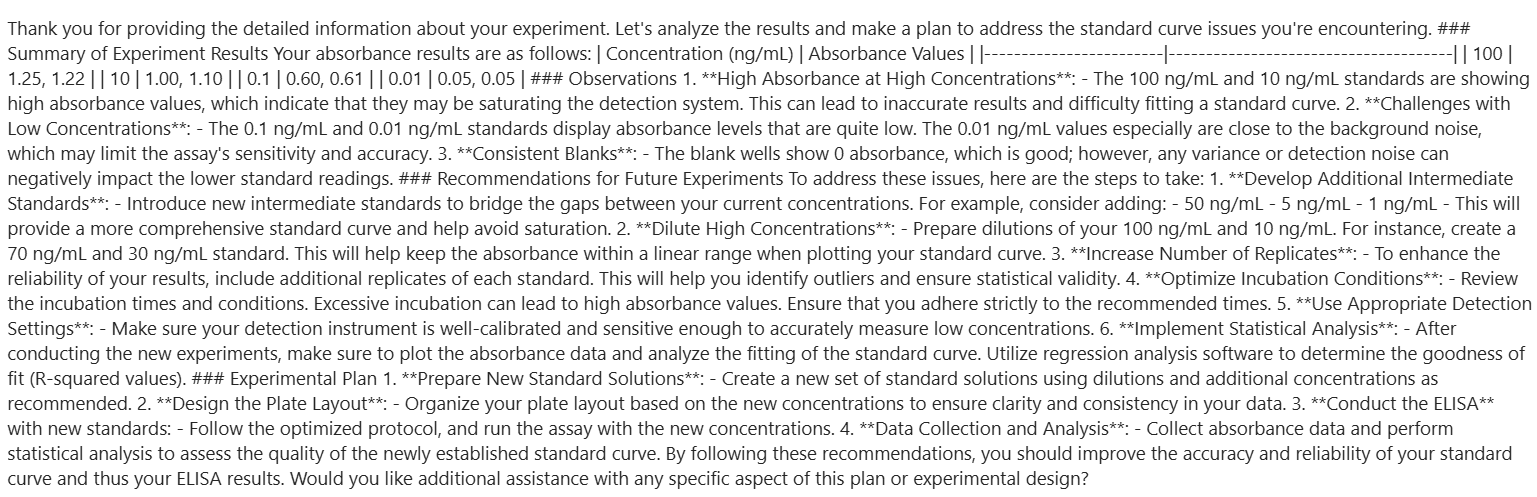 Thank you for providing the detailed information about your experiment. Let's analyze the results and make a plan to address the standard curve issues you're encountering. ###
Summary of Experiment Results Your absorbance results are as follows: | Concentration (ng/mL) | Absorbance Values | |------------------------|-------------------------------------| | 100 |
1.25, 1.22 | | 10 | 1.00, 1.10 | | 0.1 | 0.60, 0.61 | | 0.01 | 0.05, 0.05 | ### Observations 1. **High Absorbance at High Concentrations**: - The 100 ng/mL and 10 ng/mL standards are showing
high absorbance values, which indicate that they may be saturating the detection system. This can lead to inaccurate results and difficulty fitting a standard curve. 2. **Challenges with
Low Concentrations**: - The 0.1 ng/mL and 0.01 ng/mL standards display absorbance levels that are quite low. The 0.01 ng/mL values especially are close to the background noise,
which may limit the assay's sensitivity and accuracy. 3. **Consistent Blanks**: - The blank wells show 0 absorbance, which is good; however, any variance or detection noise can
negatively impact the lower standard readings. ### Recommendations for Future Experiments To address these issues, here are the steps to take: 1. **Develop Additional Intermediate
Standards**: - Introduce new intermediate standards to bridge the gaps between your current concentrations. For example, consider adding: - 50 ng/mL - 5 ng/mL - 1 ng/mL - This will
provide a more comprehensive standard curve and help avoid saturation. 2. **Dilute High Concentrations**: - Prepare dilutions of your 100 ng/mL and 10 ng/mL. For instance, create a
70 ng/mL and 30 ng/mL standard. This will help keep the absorbance within a linear range when plotting your standard curve. 3. **Increase Number of Replicates**: - To enhance the
reliability of your results, include additional replicates of each standard. This will help you identify outliers and ensure statistical validity. 4. **Optimize Incubation Conditions**: - Review
the incubation times and conditions. Excessive incubation can lead to high absorbance values. Ensure that you adhere strictly to the recommended times. 5. **Use Appropriate Detection
Settings**: - Make sure your detection instrument is well-calibrated and sensitive enough to accurately measure low concentrations. 6. **Implement Statistical Analysis**: - After
conducting the new experiments, make sure to plot the absorbance data and analyze the fitting of the standard curve. Utilize regression analysis software to determine the goodness of
fit (R-squared values). ### Experimental Plan 1. **Prepare New Standard Solutions**: - Create a new set of standard solutions using dilutions and additional concentrations as
recommended. 2. **Design the Plate Layout**: - Organize your plate layout based on the new concentrations to ensure clarity and consistency in your data. 3. **Conduct the ELISA**
with new standards: - Follow the optimized protocol, and run the assay with the new concentrations. 4. **Data Collection and Analysis**: - Collect absorbance data and perform
statistical analysis to assess the quality of the newly established standard curve. By following these recommendations, you should improve the accuracy and reliability of your standard
curve and thus your ELISA results. Would you like additional assistance with any specific aspect of this plan or experimental design?